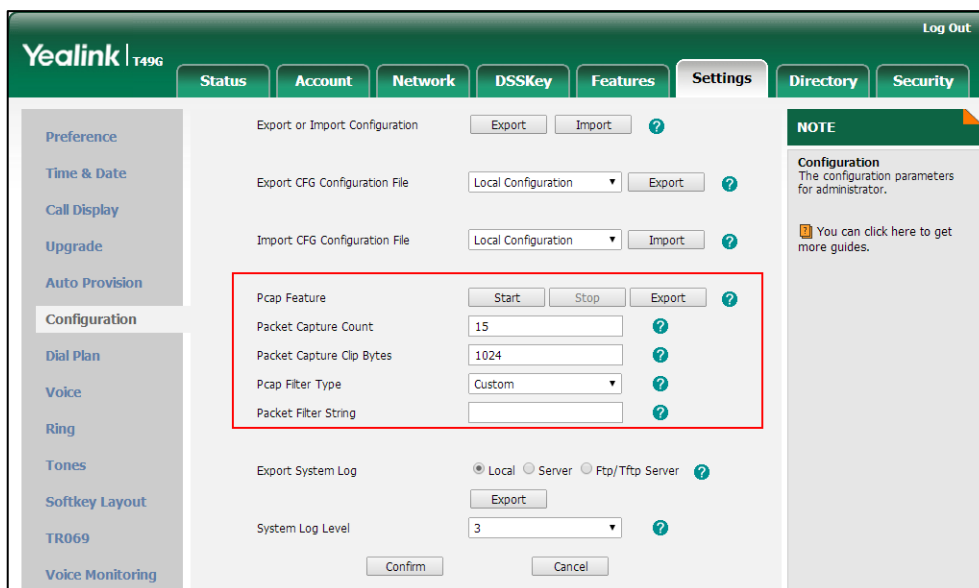 Log Out
Yealink | T49G
Status Account Network DSSKey Features Settings Directory Security
Preference
Time & Date
Call Display
Upgrade
Auto Provision
Configuration
Dial Plan
Voice
Ring
Tones
Softkey Layout
TR069
Voice Monitoring
Export or Import Configuration Export Import ?
Export CFG Configuration File Local Configuration Export ?
Import CFG Configuration File Local Configuration Import ?
Pcap Feature Start Stop Export ?
Packet Capture Count 15 ?
Packet Capture Clip Bytes 1024 ?
Pcap Filter Type Custom ?
Packet Filter String ?
Export System Log Local Server Ftp/Tftp Server ?
Export
System Log Level 3 ?
Confirm Cancel
NOTE
Configuration
The configuration parameters
for administrator.
? You can click here to get
more guides.